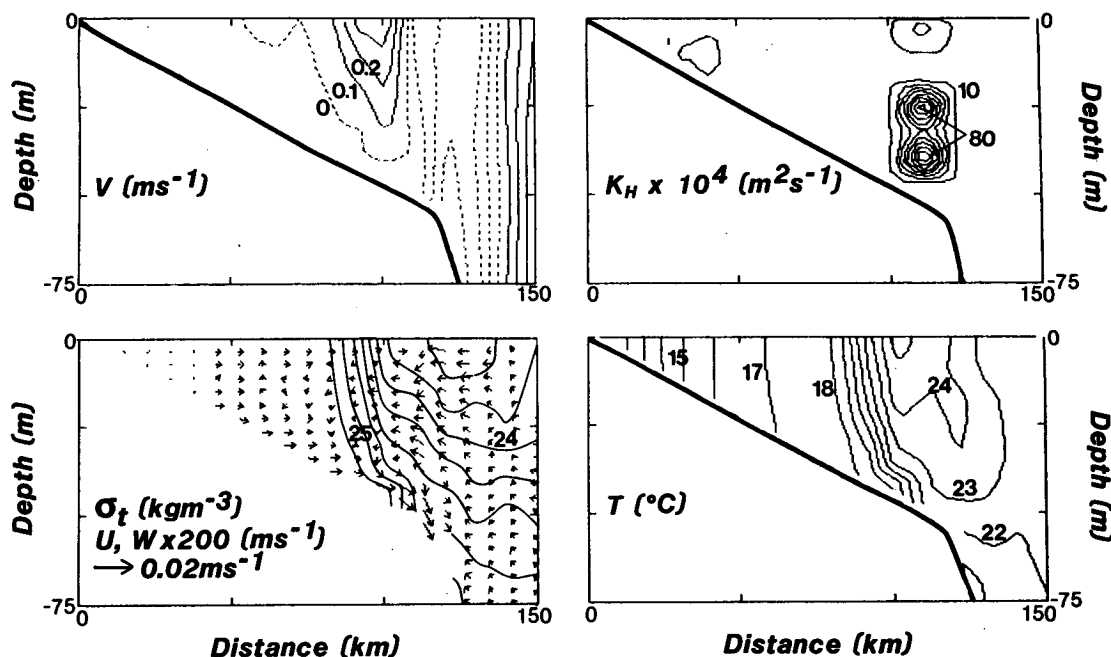 0
0.2
0.1
0
V (ms⁻¹)
Depth (m)
-75
0
150
0
10
80
K_H x 10⁴ (m²s⁻¹)
Depth (m)
-75
0
150
0
25
24
σ_t (kgm⁻³)
U, W x200 (ms⁻¹)
→ 0.02ms⁻¹
Depth (m)
-75
0
150
Distance (km)
0
15
17
18
24
23
22
T (°C)
Depth (m)
-75
0
150
Distance (km)